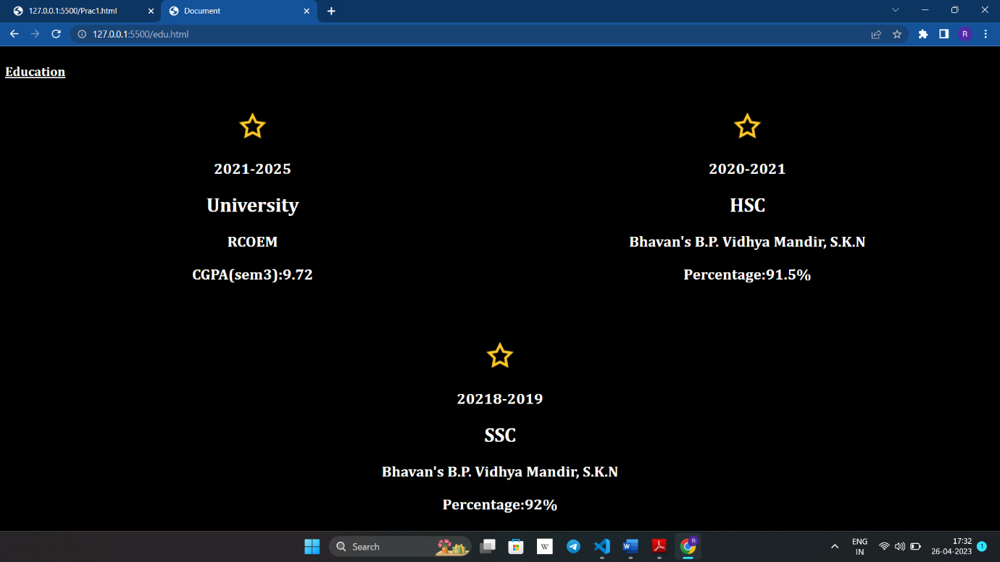 127.0.0.1:5500/Prac1.html
Document
127.0.0.1:5500/edu.html
R
Education
2021-2025
University
RCOEM
CGPA(sem3):9.72
2020-2021
HSC
Bhavan's B.P. Vidhya Mandir, S.K.N
Percentage:91.5%
20218-2019
SSC
Bhavan's B.P. Vidhya Mandir, S.K.N
Percentage:92%
Search
W
W
R
ENG
IN
17:32
26-04-2023
1